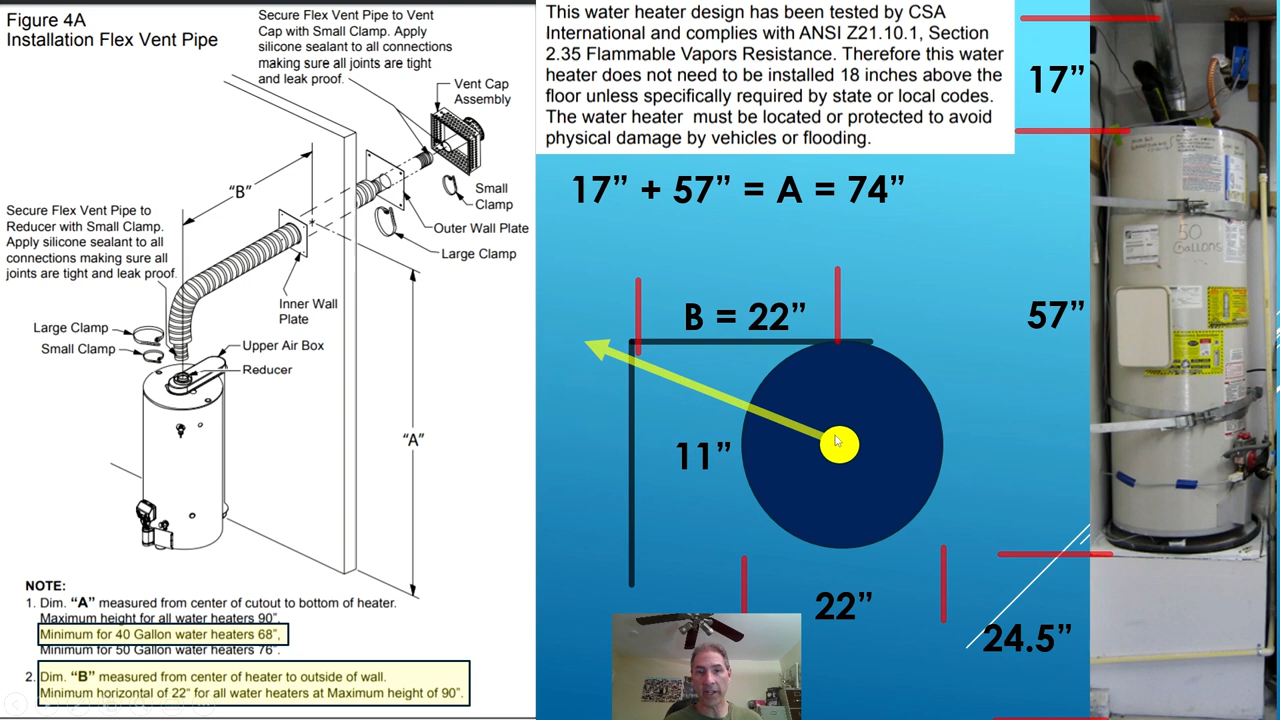 Figure 4A
Installation Flex Vent Pipe
Secure Flex Vent Pipe to Vent
Cap with Small Clamp. Apply
silicone sealant to all connections
making sure all joints are tight
and leak proof.
Vent Cap
Assembly
"B"
Small
Clamp
Outer Wall Plate
Large Clamp
Secure Flex Vent Pipe to
Reducer with Small Clamp.
Apply silicone sealant to all
connections making sure all
joints are tight and leak proof.
Inner Wall
Plate
Large Clamp
Small Clamp
Upper Air Box
Reducer
"A"
NOTE:
1. Dim. "A" measured from center of cutout to bottom of heater.
Maximum height for all water heaters 90".
Minimum for 40 Gallon water heaters 68",
Minimum for 50 Gallon water heaters 76".
2. Dim. "B" measured from center of heater to outside of wall.
Minimum horizontal of 22" for all water heaters at Maximum height of 90".
This water heater design has been tested by CSA
International and complies with ANSI Z21.10.1, Section
2.35 Flammable Vapors Resistance. Therefore this water
heater does not need to be installed 18 inches above the
floor unless specifically required by state or local codes.
The water heater must be located or protected to avoid
physical damage by vehicles or flooding.
17" + 57" = A = 74"
B = 22"
11"
22"
17"
57"
24.5"
50
GALLONS